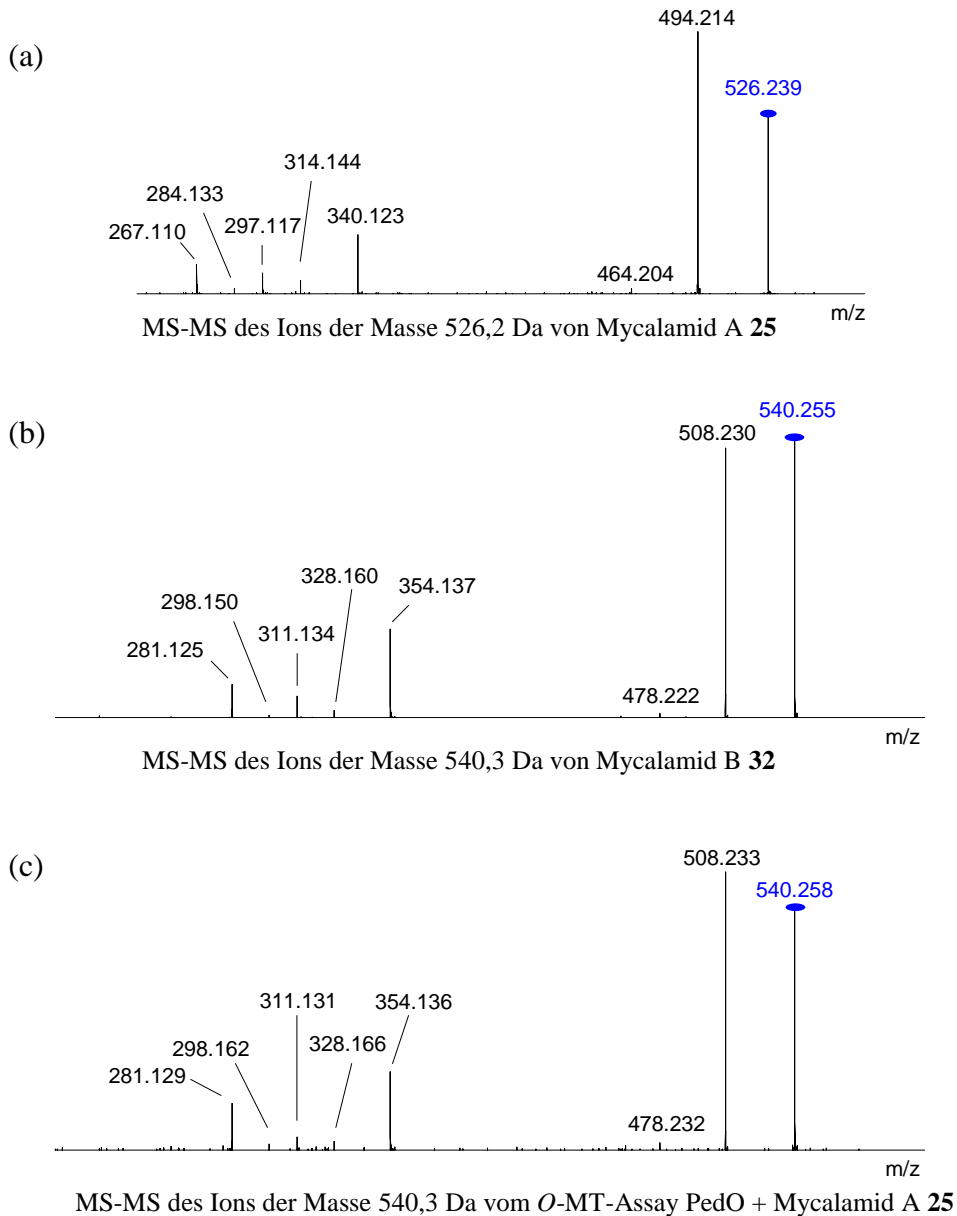 (a)
494.214
526.239
314.144
284.133
340.123
297.117
267.110
464.204
m/z
MS-MS des Ions der Masse 526,2 Da von Mycalamid A 25
(b)
540.255
508.230
328.160
354.137
298.150
311.134
281.125
478.222
m/z
MS-MS des Ions der Masse 540,3 Da von Mycalamid B 32
(c)
508.233
540.258
311.131
354.136
328.166
298.162
281.129
478.232
m/z
MS-MS des Ions der Masse 540,3 Da vom O-MT-Assay PedO + Mycalamid A 25